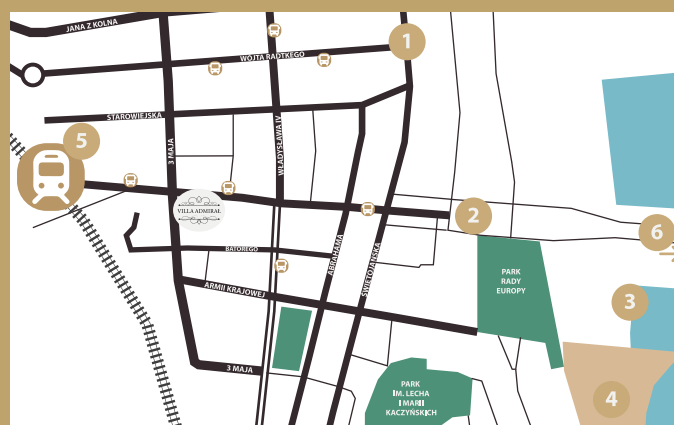 JANA Z KOLNA
1
WÓJTA RADTKEGO
STAROWIEJSKA
5
3 MAJA
WŁADYSŁAWA IV
VILLA ADMIRAŁ
2
6
BATOREGO
ABRAHAMA
ŚWIĘTOJAŃSKA
PARK
RADY
EUROPY
ARMII KRAJOWEJ
3
3 MAJA
PARK
IM. LECHA
I MARII
KACZYŃSKICH
4